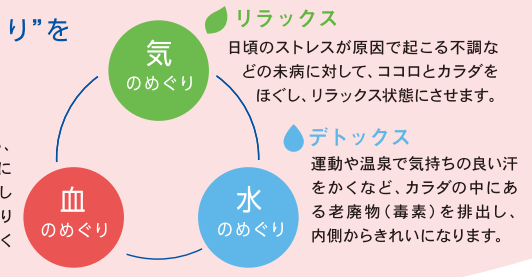 り”を
リラックス
日頃のストレスが原因で起こる不調な
どの未病に対して、ココロとカラダを
ほぐし、リラックス状態にさせます。
気
のめぐり
デトックス
運動や温泉で気持ちの良い汗
をかくなど、カラダの中にあ
る老廃物(毒素)を排出し、
内側からきれいになります。
血
のめぐり
水
のめぐり
、
に
し
り
く